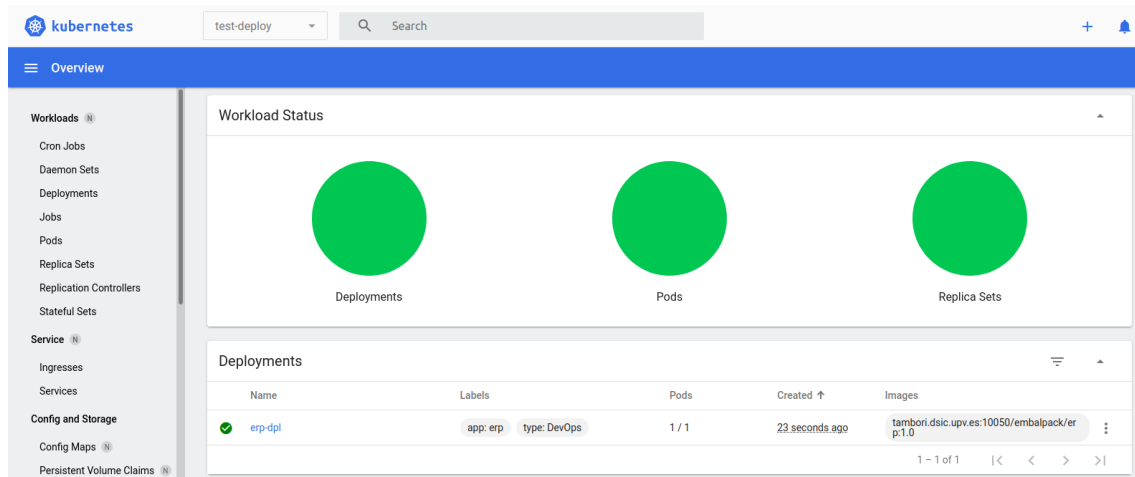 kubernetes
test-deploy
Search
Overview
Workloads N
Cron Jobs
Daemon Sets
Deployments
Jobs
Pods
Replica Sets
Replication Controllers
Stateful Sets
Service N
Ingresses
Services
Config and Storage
Config Maps N
Persistent Volume Claims N
Workload Status
Deployments
Pods
Replica Sets
Deployments
Name Labels Pods Created ↑ Images
erp-dpl app: erp type: DevOps 1 / 1 23 seconds ago tambori.dsic.upv.es:10050/embalpack/er
p:1.0
1 – 1 of 1